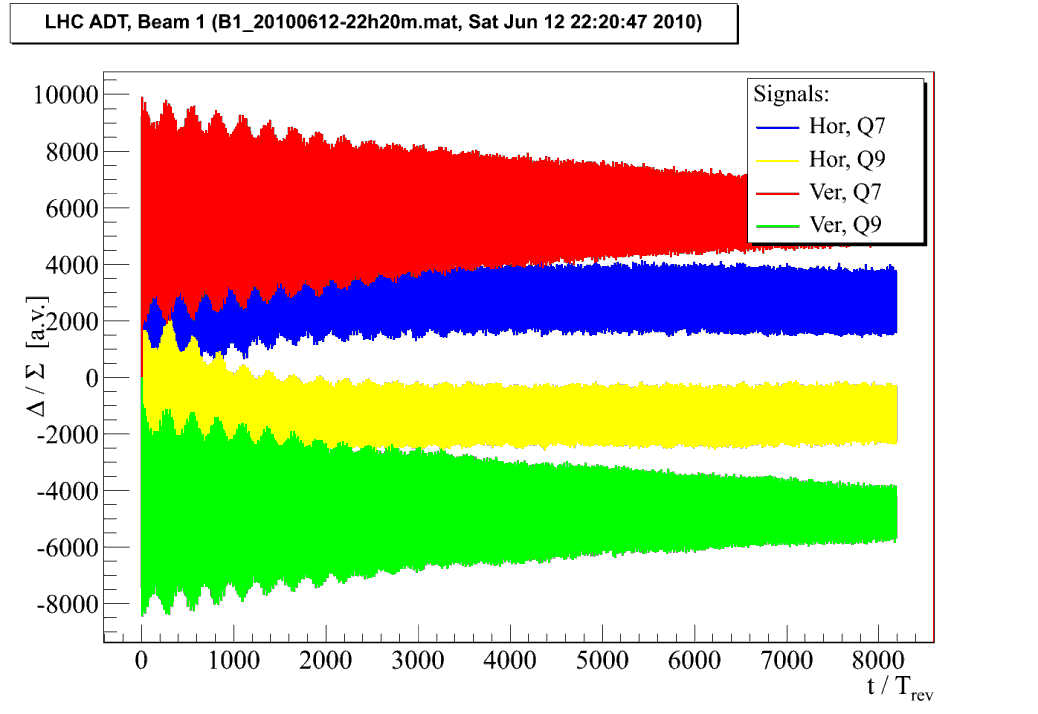 LHC ADT, Beam 1 (B1_20100612-22h20m.mat, Sat Jun 12 22:20:47 2010)
Signals:
Hor, Q7
Hor, Q9
Ver, Q7
Ver, Q9
10000
8000
6000
4000
2000
0
-2000
-4000
-6000
-8000
Δ / Σ [a.v.]
0 1000 2000 3000 4000 5000 6000 7000 8000
t / T_rev